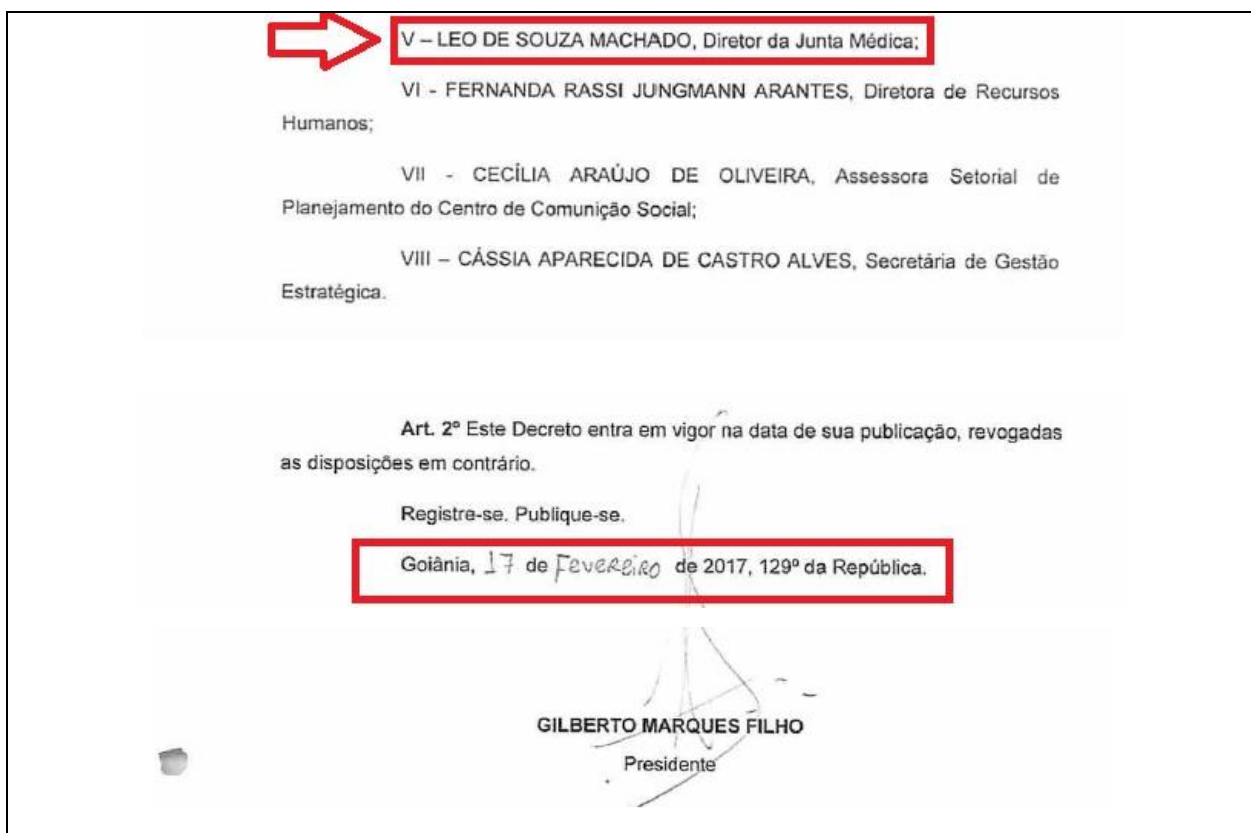 V – LEO DE SOUZA MACHADO, Diretor da Junta Médica;
VI - FERNANDA RASSI JUNGMANN ARANTES, Diretora de Recursos
Humanos;
VII - CECÍLIA ARAÚJO DE OLIVEIRA, Assessora Setorial de
Planejamento do Centro de Comunição Social;
VIII – CÁSSIA APARECIDA DE CASTRO ALVES, Secretária de Gestão
Estratégica.
Art. 2º Este Decreto entra em vigor na data de sua publicação, revogadas
as disposições em contrário.
Registre-se. Publique-se.
Goiânia, 17 de Fevereiro de 2017, 129º da República.
GILBERTO MARQUES FILHO
Presidente